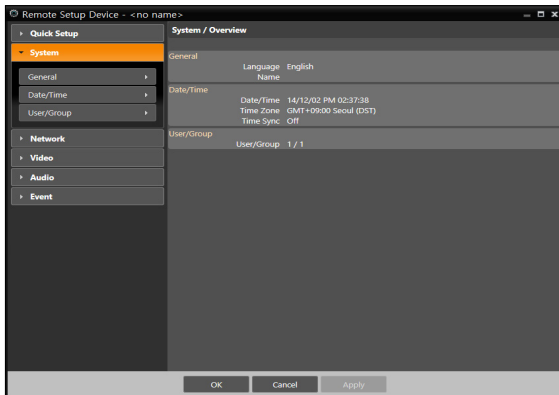 Remote Setup Device - <no name>
Quick Setup
System
General
Date/Time
User/Group
Network
Video
Audio
Event
System / Overview
General
Language English
Name
Date/Time
Date/Time 14/12/02 PM 02:37:38
Time Zone GMT+09:00 Seoul (DST)
Time Sync Off
User/Group
User/Group 1 / 1
OK Cancel Apply